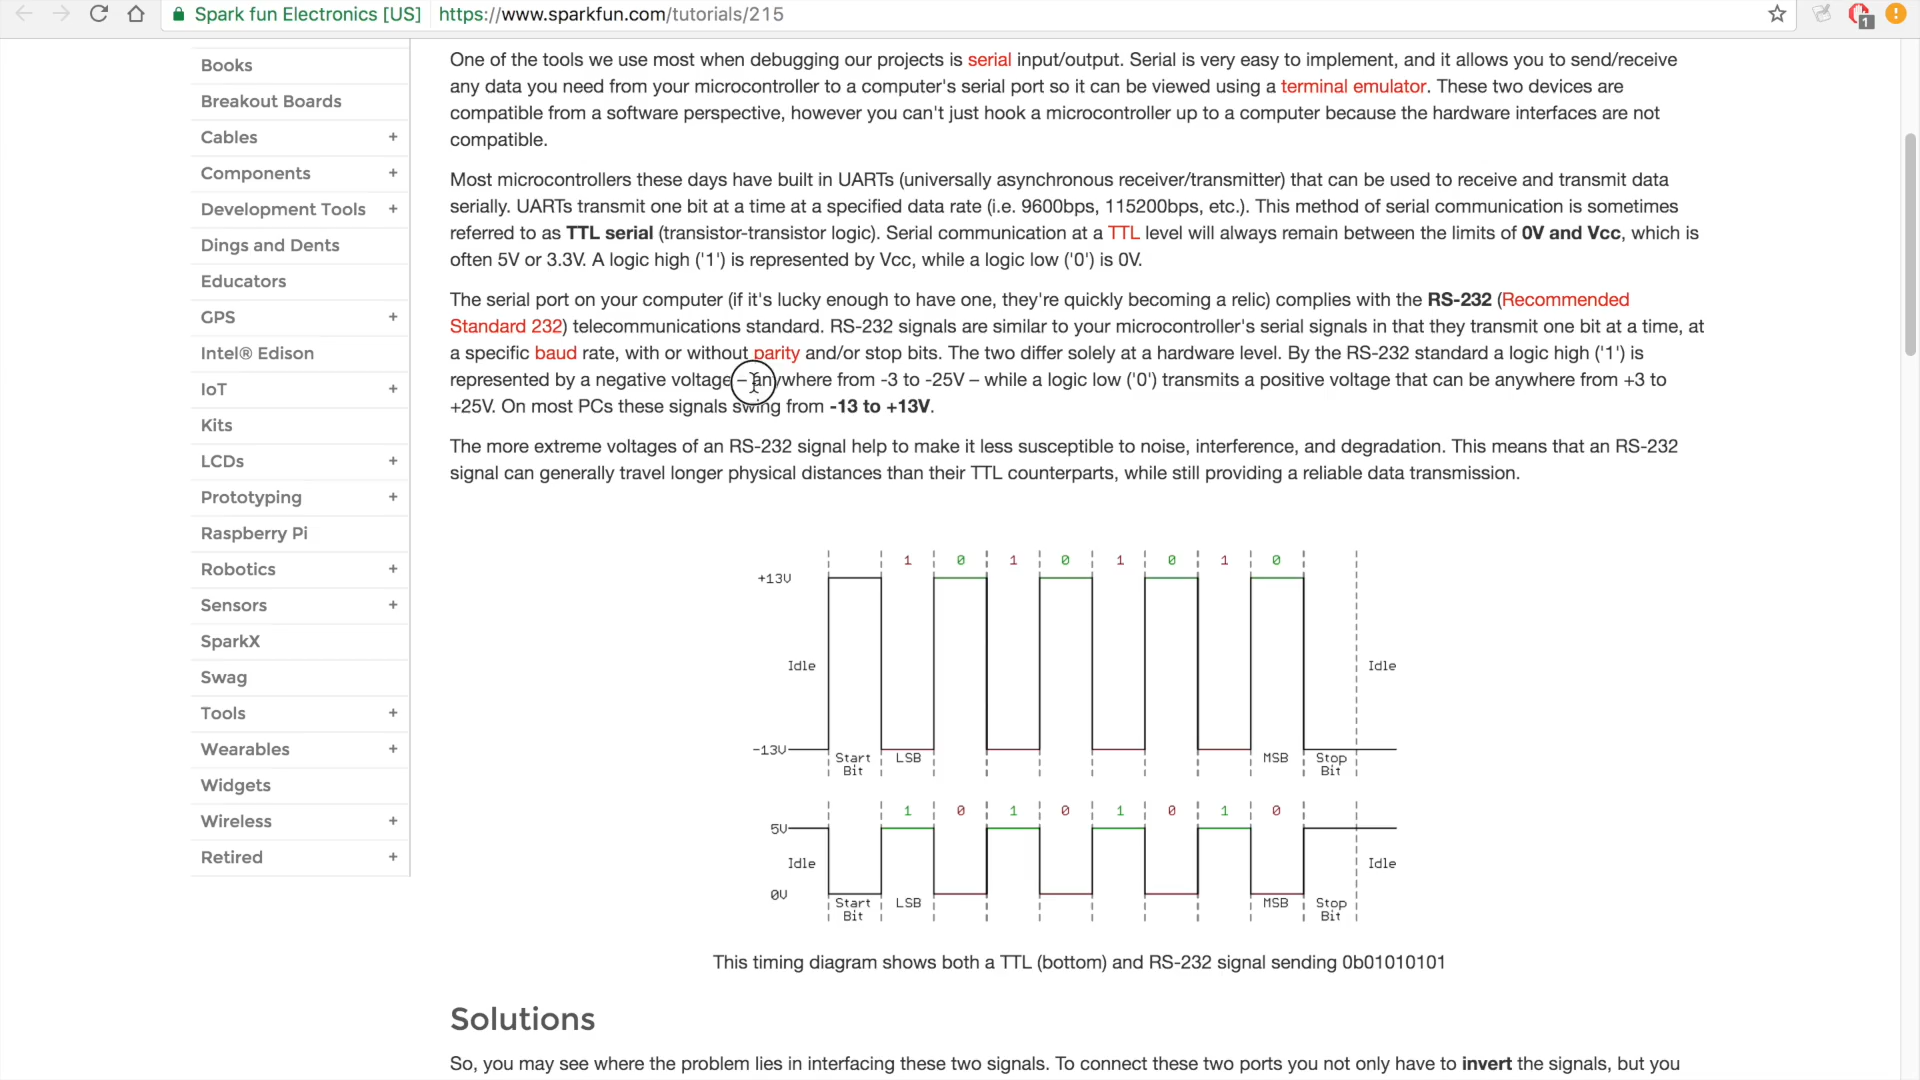 Spark fun Electronics [US]
https://www.sparkfun.com/tutorials/215
1
Books
Breakout Boards
Cables +
Components +
Development Tools +
Dings and Dents
Educators
GPS +
Intel® Edison
IoT +
Kits
LCDs +
Prototyping +
Raspberry Pi
Robotics +
Sensors +
SparkX
Swag
Tools +
Wearables +
Widgets
Wireless +
Retired +
One of the tools we use most when debugging our projects is serial input/output. Serial is very easy to implement, and it allows you to send/receive
any data you need from your microcontroller to a computer's serial port so it can be viewed using a terminal emulator. These two devices are
compatible from a software perspective, however you can't just hook a microcontroller up to a computer because the hardware interfaces are not
compatible.
Most microcontrollers these days have built in UARTs (universally asynchronous receiver/transmitter) that can be used to receive and transmit data
serially. UARTs transmit one bit at a time at a specified data rate (i.e. 9600bps, 115200bps, etc.). This method of serial communication is sometimes
referred to as TTL serial (transistor-transistor logic). Serial communication at a TTL level will always remain between the limits of 0V and Vcc, which is
often 5V or 3.3V. A logic high ('1') is represented by Vcc, while a logic low ('0') is 0V.
The serial port on your computer (if it's lucky enough to have one, they're quickly becoming a relic) complies with the RS-232 (Recommended
Standard 232) telecommunications standard. RS-232 signals are similar to your microcontroller's serial signals in that they transmit one bit at a time, at
a specific baud rate, with or without parity and/or stop bits. The two differ solely at a hardware level. By the RS-232 standard a logic high ('1') is
represented by a negative voltage – anywhere from -3 to -25V – while a logic low ('0') transmits a positive voltage that can be anywhere from +3 to
+25V. On most PCs these signals swing from -13 to +13V.
The more extreme voltages of an RS-232 signal help to make it less susceptible to noise, interference, and degradation. This means that an RS-232
signal can generally travel longer physical distances than their TTL counterparts, while still providing a reliable data transmission.
1 0 1 0 1 0 1 0
+13V
Idle Idle
-13V
Start LSB MSB Stop
Bit Bit
1 0 1 0 1 0 1 0
5V
Idle Idle
0V
Start LSB MSB Stop
Bit Bit
This timing diagram shows both a TTL (bottom) and RS-232 signal sending 0b01010101
Solutions
So, you may see where the problem lies in interfacing these two signals. To connect these two ports you not only have to invert the signals, but you